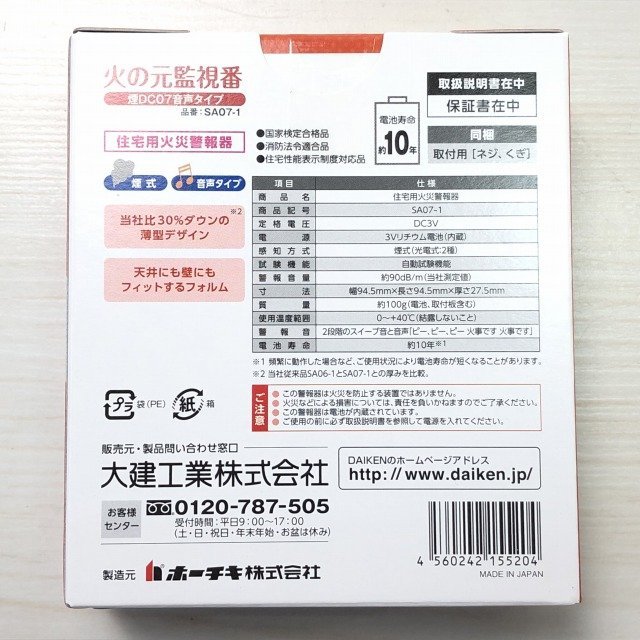 火の元監視番
煙DC07音声タイプ
品番:SA07-1
住宅用火災警報器
煙式
音声タイプ
当社比30%ダウンの ※2
薄型デザイン
天井にも壁にも
フィットするフォルム
●国家検定合格品
●消防法令適合品
●住宅性能表示制度対応品
電池寿命
約10年
取扱説明書在中
保証書在中
同梱
取付用[ネジ、くぎ]
項目 仕様
商品名 住宅用火災警報器
商品記号 SA07-1
定格電圧 DC3V
電源 3Vリチウム電池(内蔵)
感知方式 煙式(光電式:2種)
試験機能 自動試験機能
警報音量 約90dB/m(当社測定値)
寸法 幅94.5mm×長さ94.5mm×厚さ27.5mm
質量 約100g(電池、取付板含む)
使用温度範囲 0~+40℃(結露しないこと)
警報音 2段階のスイープ音と音声「ピー、ピー、ピー 火事です 火事です」
電池寿命 約10年※1
※1 頻繁に作動した場合など、ご使用状況により電池寿命が短くなることがあります。
※2 当社従来品SA06-1とSA07-1との厚みを比較。
ご注意
●この警報器は火災を防止する装置ではありません。
●火災などによる損害については、責任を負いかねますのでご了承ください。
●この警報器は電池が内蔵されています。
●ご使用の前に必ず取扱説明書を参照して電源を入れてください。
プラ 袋(PE) 紙 箱
販売元・製品問い合わせ窓口
大建工業株式会社
DAIKENのホームページアドレス
http://www.daiken.jp/
お客様
センター
0120-787-505
受付時間:平日9:00~17:00
(土・日・祝日・年末年始・お盆は休み)
製造元 ホーチキ株式会社
4 560242 155204
MADE IN JAPAN